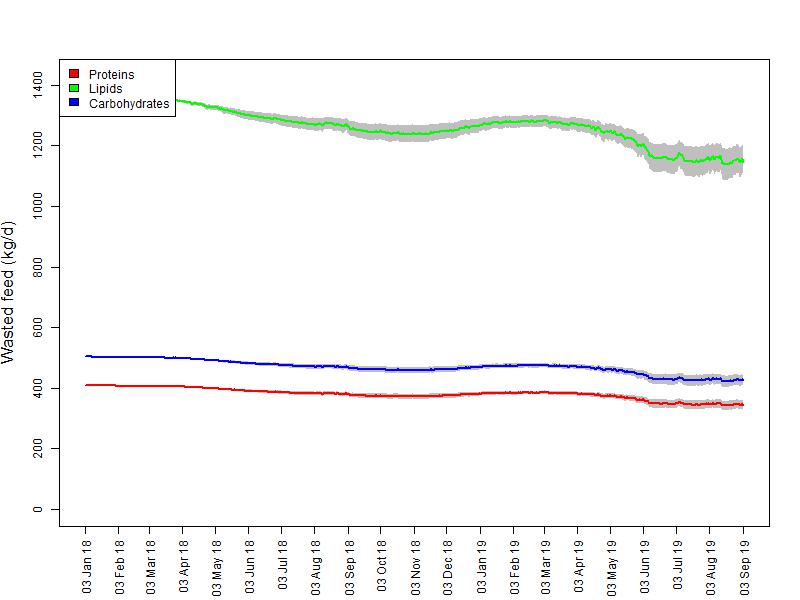 Proteins
Lipids
Carbohydrates
Wasted feed (kg/d)
1400
1200
1000
800
600
400
200
0
03 Jan 18
03 Feb 18
03 Mar 18
03 Apr 18
03 May 18
03 Jun 18
03 Jul 18
03 Aug 18
03 Sep 18
03 Oct 18
03 Nov 18
03 Dec 18
03 Jan 19
03 Feb 19
03 Mar 19
03 Apr 19
03 May 19
03 Jun 19
03 Jul 19
03 Aug 19
03 Sep 19